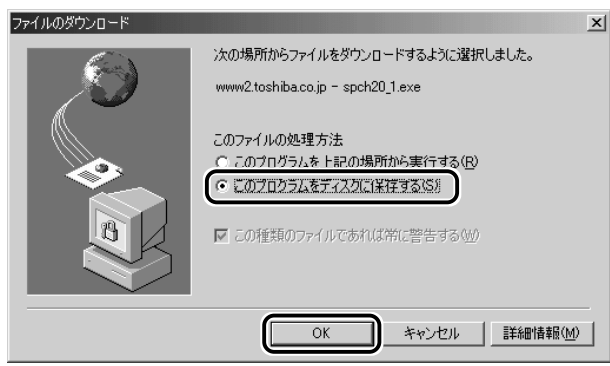 ファイルのダウンロード
次の場所からファイルをダウンロードするように選択しました。
www2.toshiba.co.jp - spch20_1.exe
このファイルの処理方法
このプログラムを上記の場所から実行する(R)
このプログラムをディスクに保存する(S)
この種類のファイルであれば常に警告する(W)
OK
キャンセル
詳細情報(M)